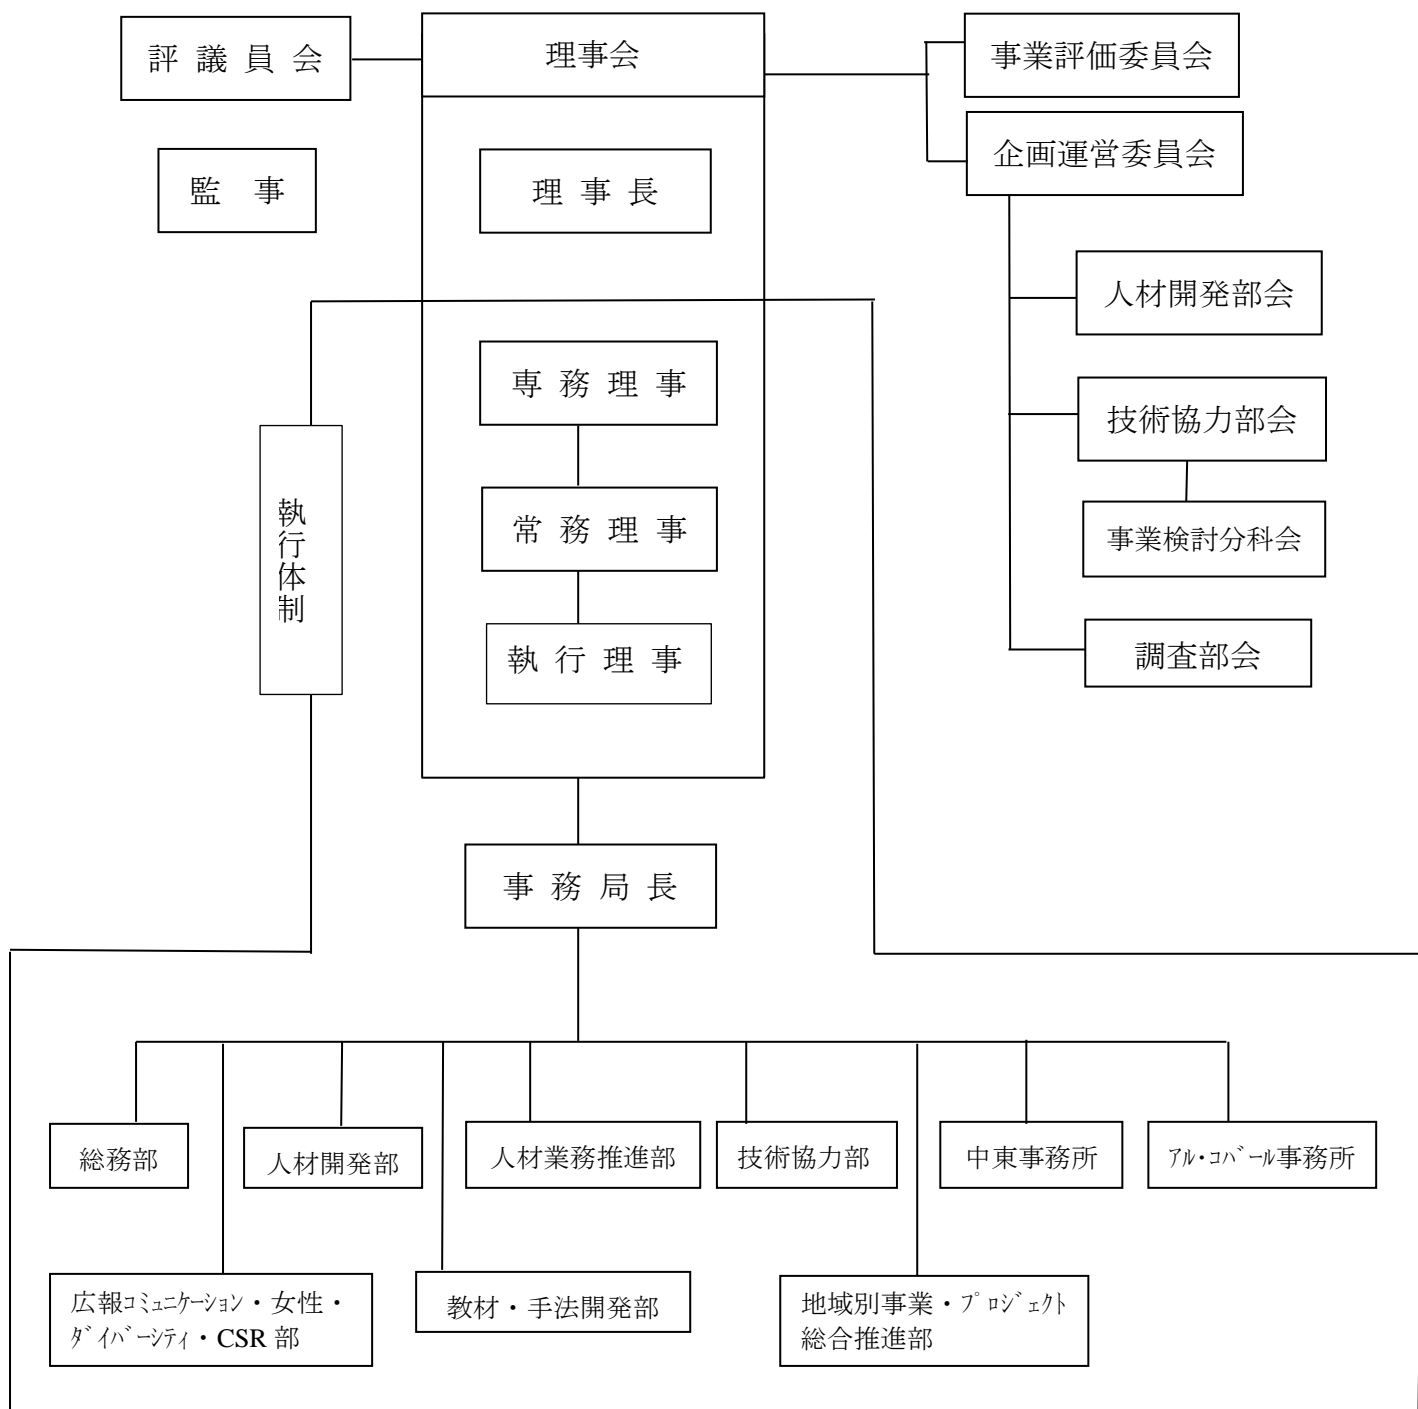 評 議 員 会
理事会
事業評価委員会
企画運営委員会
監 事
理 事 長
人材開発部会
専 務 理 事
技術協力部会
執行体制
常 務 理 事
事業検討分科会
執 行 理 事
調査部会
事 務 局 長
総務部
人材開発部
人材業務推進部
技術協力部
中東事務所
ｱﾙ・ｺﾊﾞｰﾙ事務所
広報ｺﾐｭﾆｹｰｼｮﾝ・女性・
ﾀﾞｲﾊﾞｰｼﾃｨ・CSR 部
教材・手法開発部
地域別事業・ﾌﾟﾛｼﾞｪｸﾄ
総合推進部